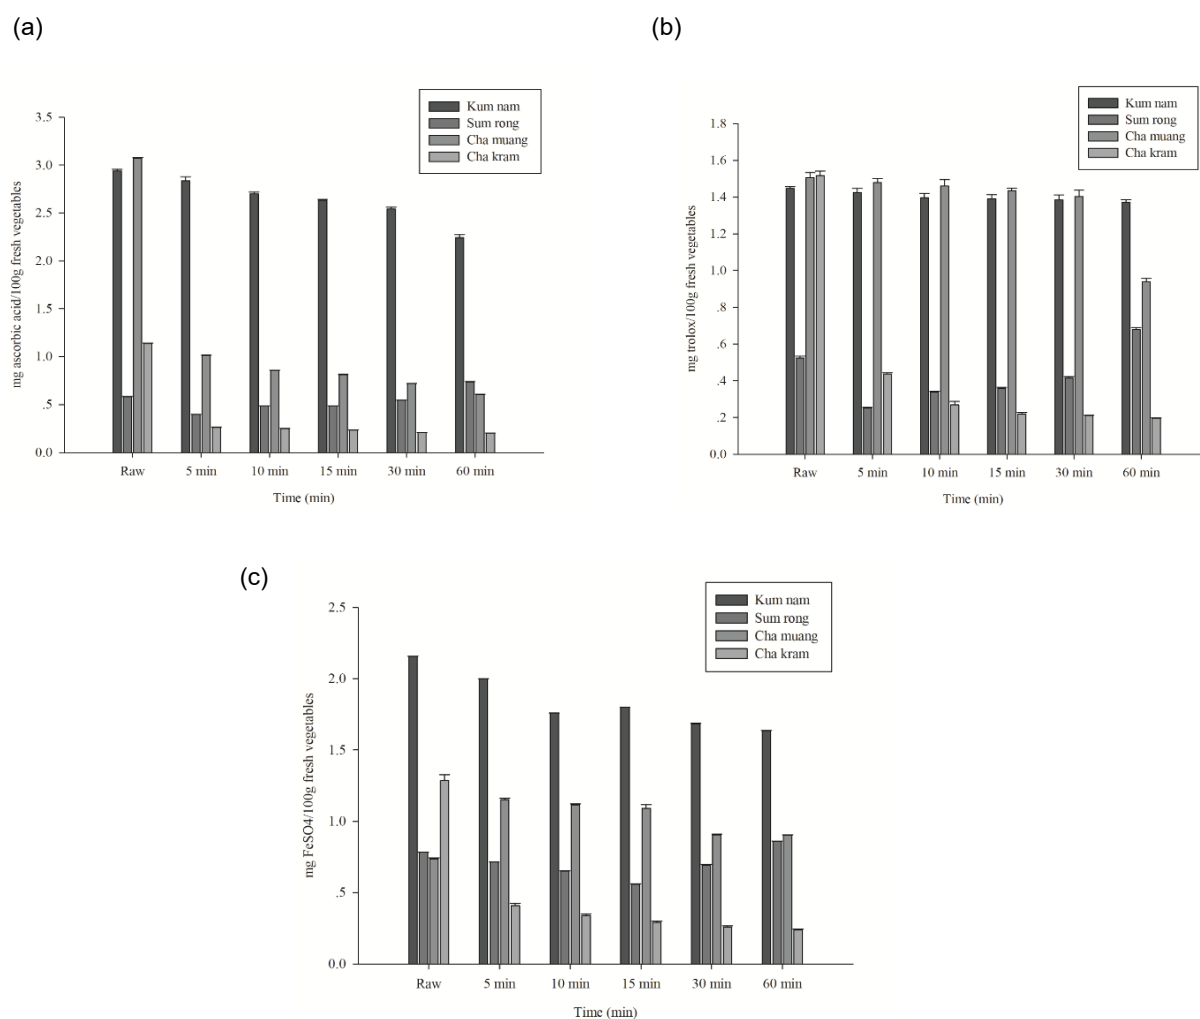 (a)
Kum nam
Sum rong
Cha muang
Cha kram
3.5
3.0
2.5
2.0
1.5
1.0
.5
0.0
mg ascorbic acid/100g fresh vegetables
Raw 5 min 10 min 15 min 30 min 60 min
Time (min)
(b)
Kum nam
Sum rong
Cha muang
Cha kram
1.8
1.6
1.4
1.2
1.0
.8
.6
.4
.2
0.0
mg trolox/100g fresh vegetables
Raw 5 min 10 min 15 min 30 min 60 min
Time (min)
(c)
Kum nam
Sum rong
Cha muang
Cha kram
2.5
2.0
1.5
1.0
.5
0.0
mg FeSO4/100g fresh vegetables
Raw 5 min 10 min 15 min 30 min 60 min
Time (min)